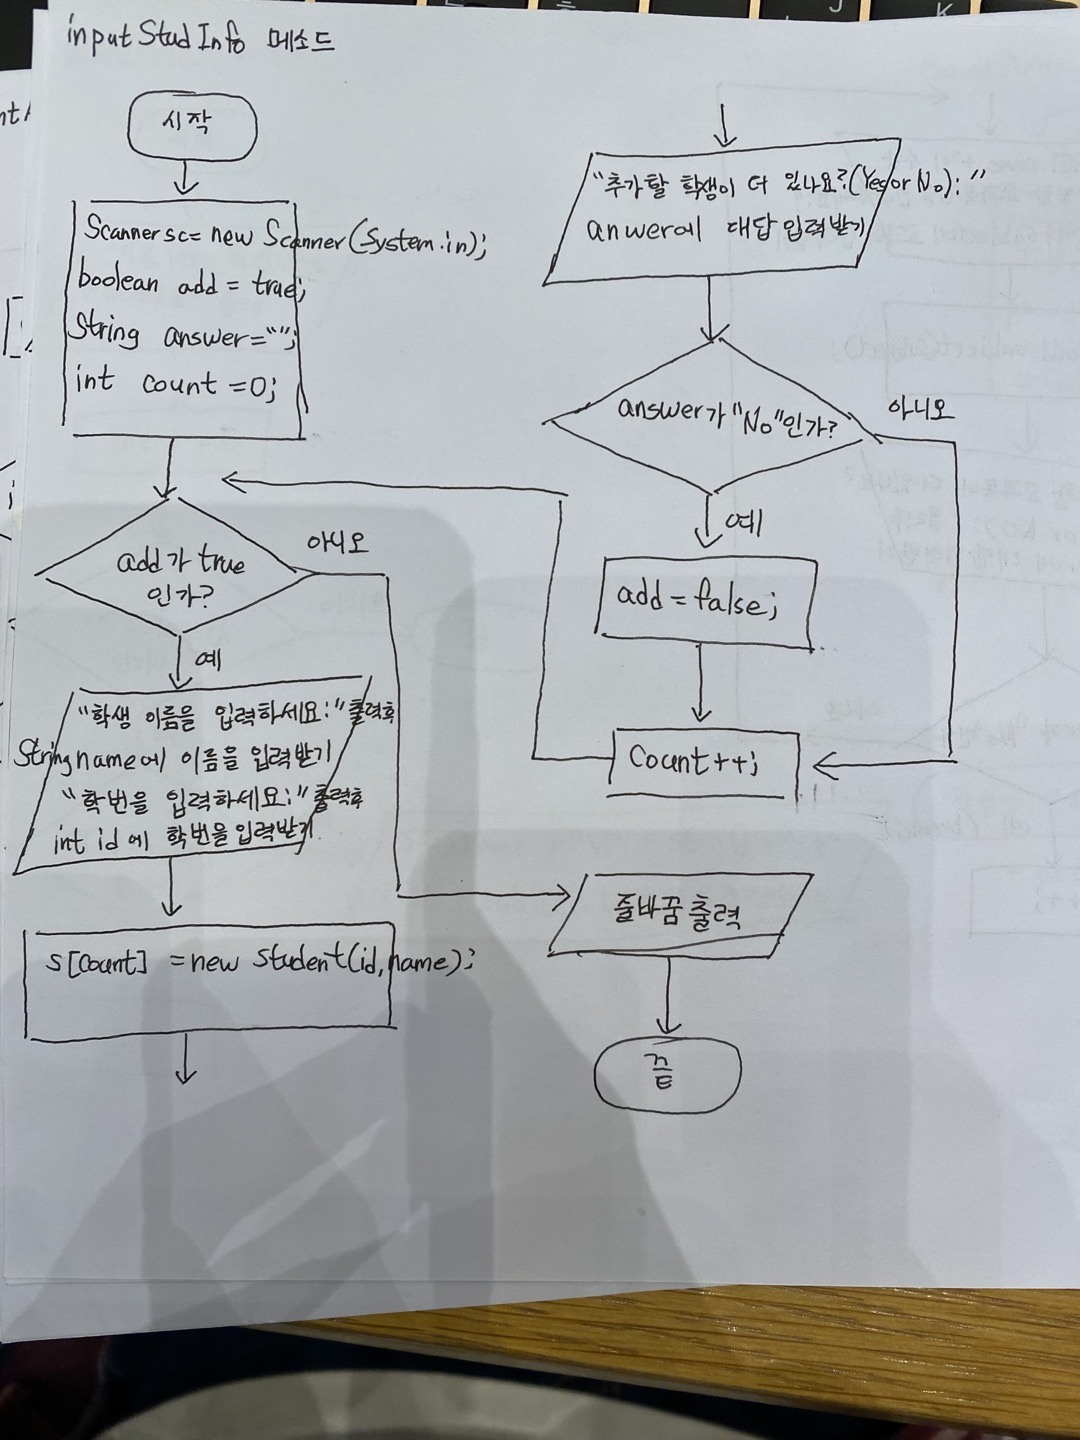 input Stud Info 메소드
시작
Scanner sc= new Scanner(System.in);
boolean add = true;
String answer="";
int count =0;
add가 true
인가?
아니오
예
"학생 이름을 입력하세요:"출력후
String name에 이름을 입력받기
"학번을 입력하세요:"출력후
int id에 학번을입력받기
s[count] =new Student(id,name);
"추가할 학생이 더 있나요?(Yes or No):"
anwer에 대답입력받기
answer가"No"인가?
아니오
예
add=false;
Count++;
줄바꿈 출력
끝